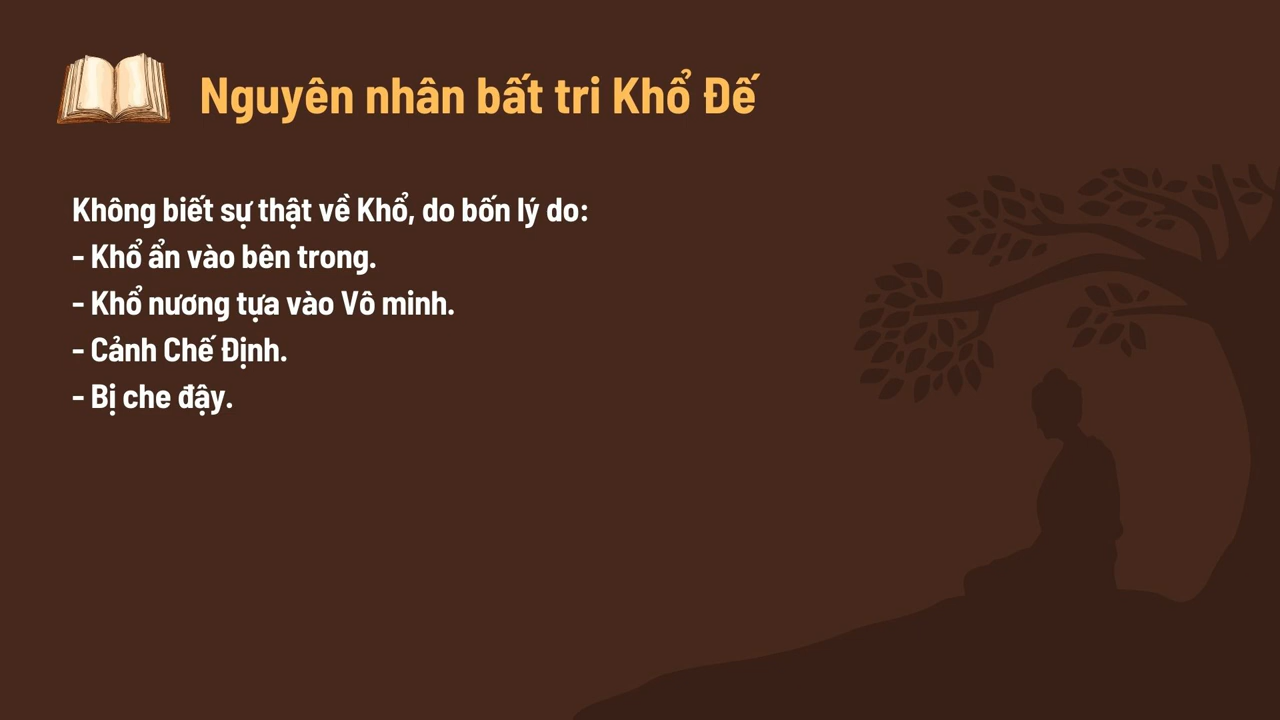 Nguyên nhân bất tri Khổ Đế
Không biết sự thật về Khổ, do bốn lý do:
- Khổ ẩn vào bên trong.
- Khổ nương tựa vào Vô minh.
- Cảnh Chế Định.
- Bị che đậy.